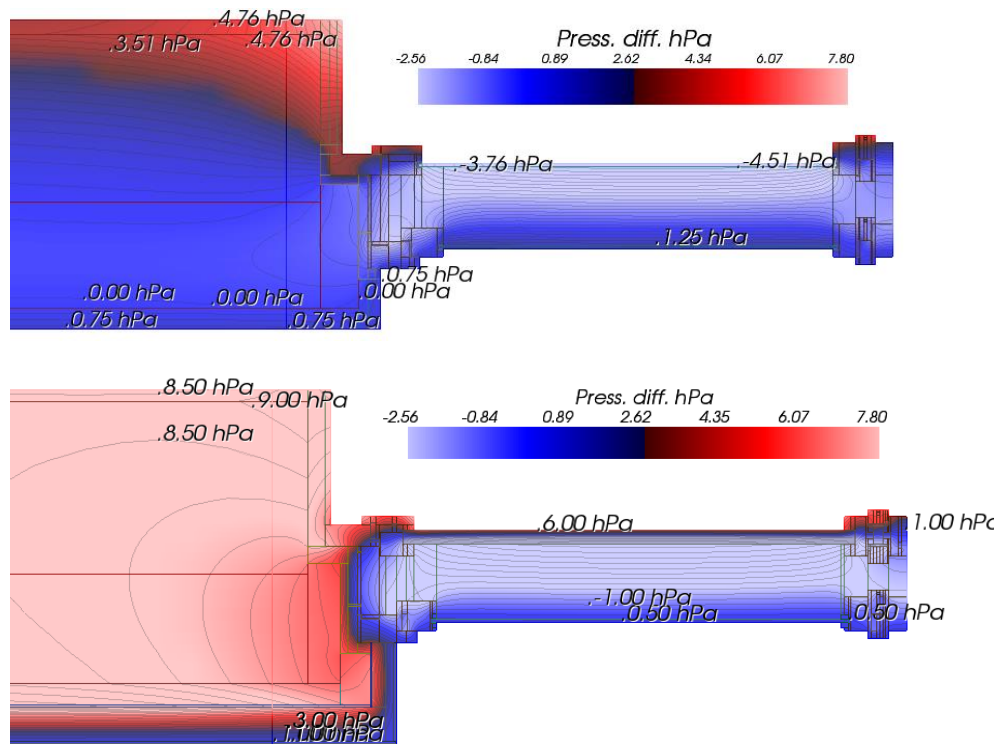 .4.76 hPa
.3.51 hPa
.4.76 hPa
Press. diff. hPa
-2.56 -0.84 0.89 2.62 4.34 6.07 7.80
.-3.76 hPa
.-4.51 hPa
.1.25 hPa
.0.75 hPa
.0.00 hPa
.0.00 hPa
.0.00 hPa
.0.75 hPa
.0.75 hPa
.8.50 hPa
.9.00 hPa
.8.50 hPa
Press. diff. hPa
-2.56 -0.84 0.89 2.62 4.35 6.07 7.80
.6.00 hPa
.1.00 hPa
.-1.00 hPa
.0.50 hPa
.0.50 hPa
.3.00 hPa